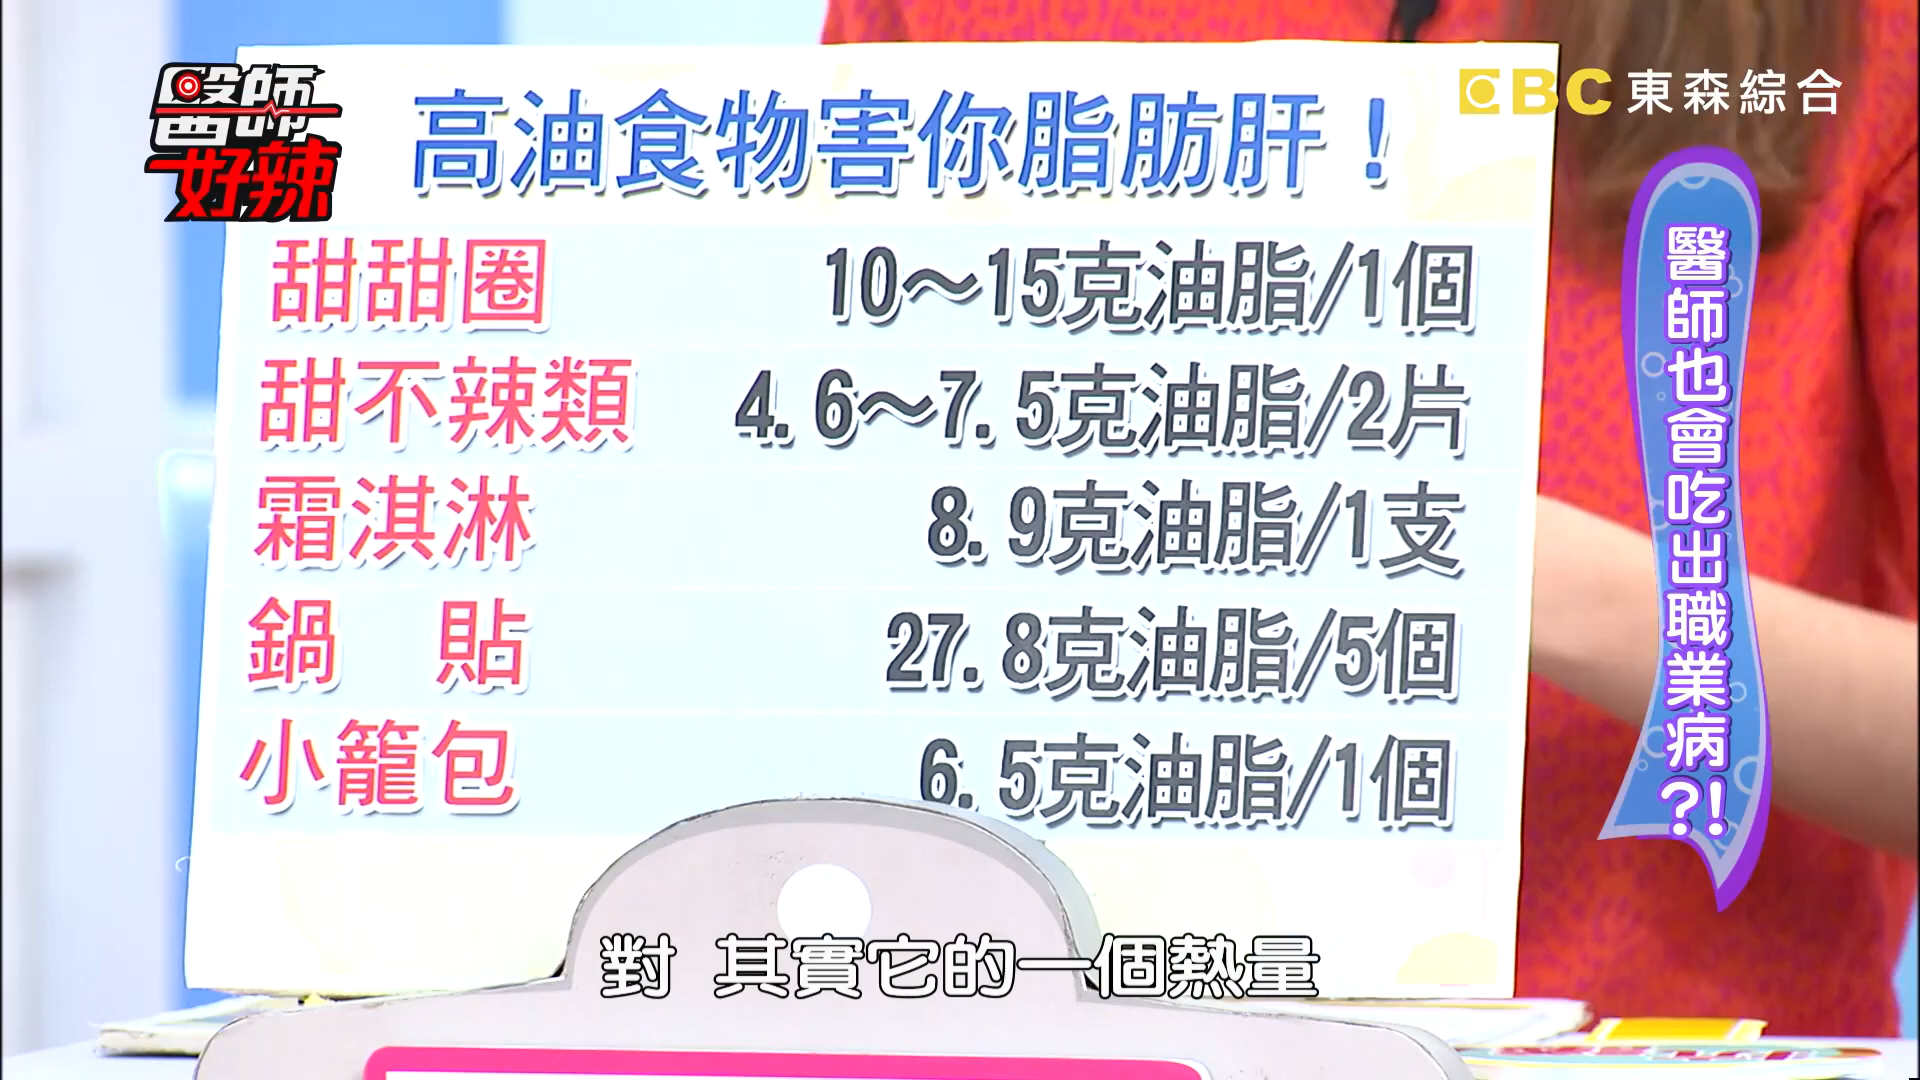 醫師
好辣
EBC 東森綜合
高油食物害你脂肪肝！
甜甜圈 10～15克油脂/1個
甜不辣類 4.6～7.5克油脂/2片
霜淇淋 8.9克油脂/1支
鍋 貼 27.8克油脂/5個
小籠包 6.5克油脂/1個
醫師也會吃出職業病?!
對 其實它的一個熱量